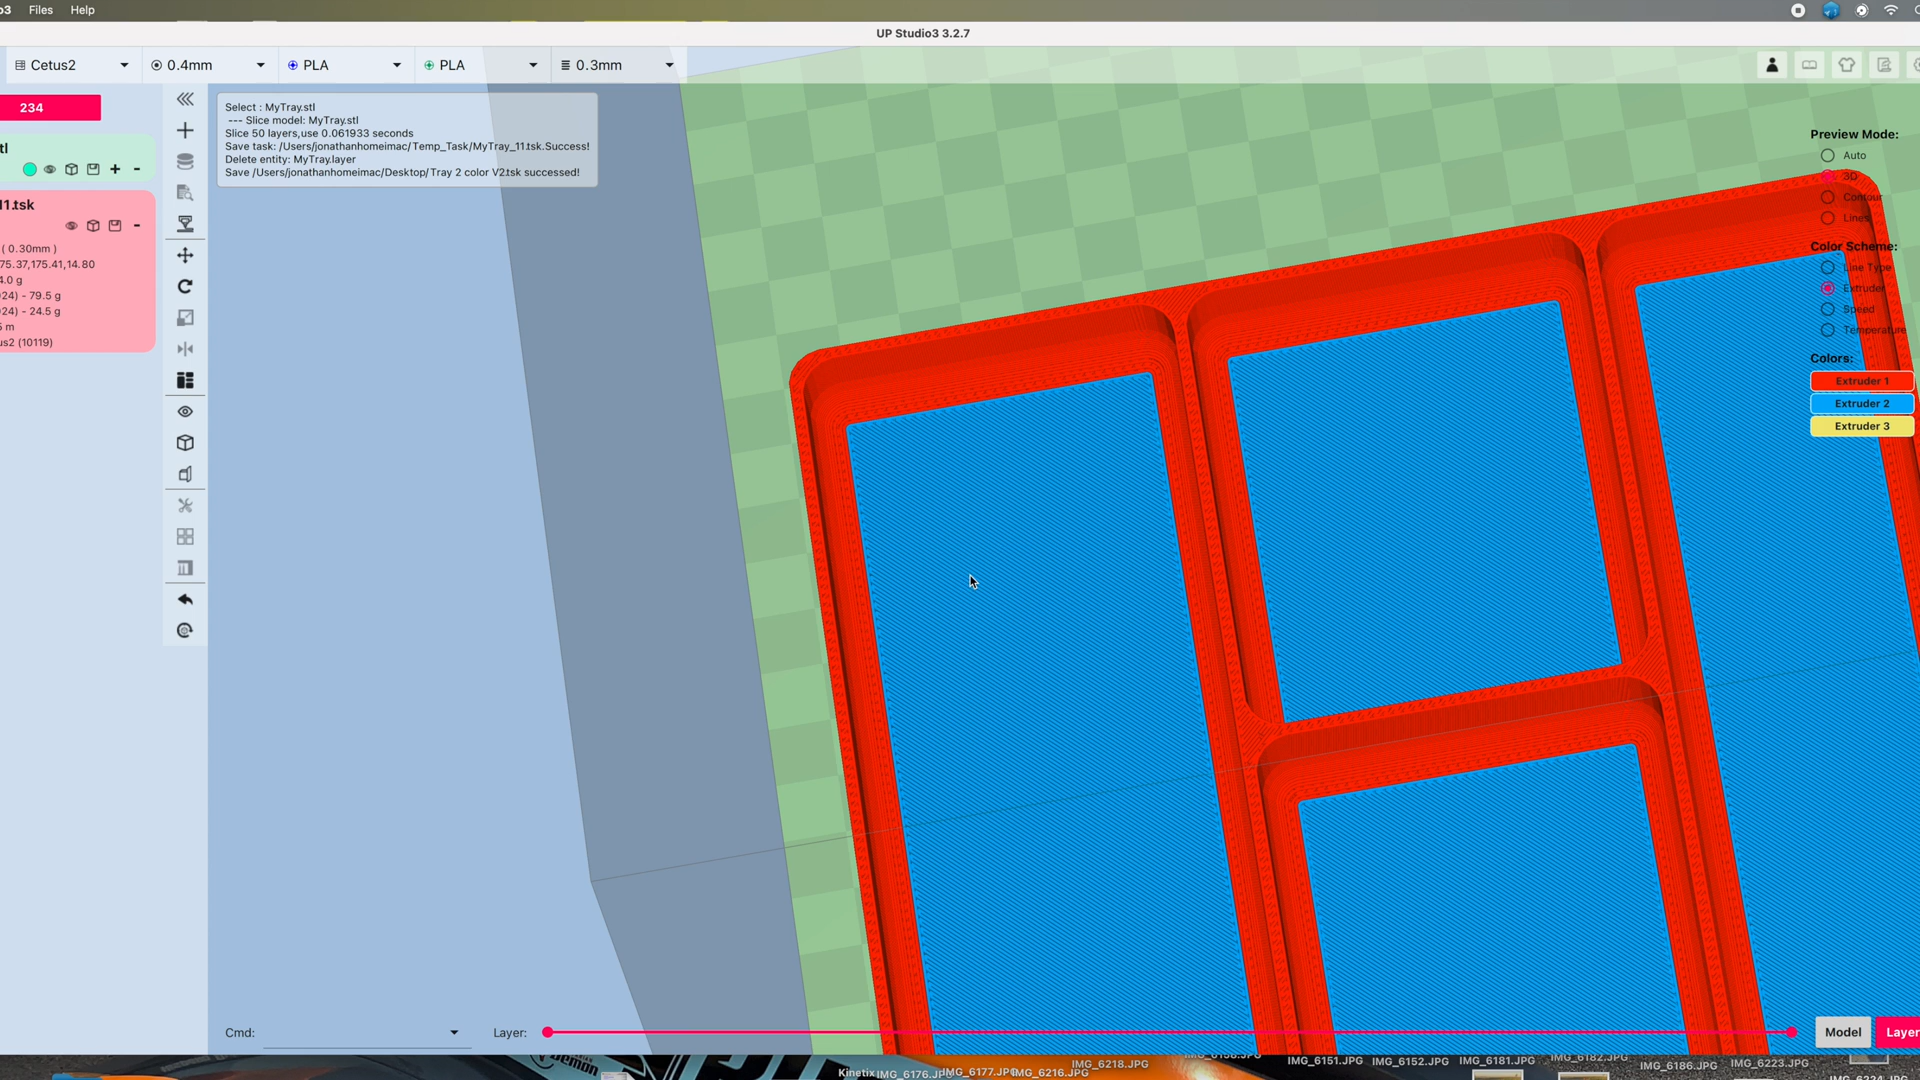 o3 Files Help
UP Studio3 3.2.7
Cetus2 0.4mm PLA PLA 0.3mm
234
tl
11.tsk
( 0.30mm )
75.37,175.41,14.80
4.0 g
24) - 79.5 g
24) - 24.5 g
5 m
us2 (10119)
Select : MyTray.stl
--- Slice model: MyTray.stl
Slice 50 layers,use 0.061933 seconds
Save task: /Users/jonathanhomeimac/Temp_Task/MyTray_11.tsk.Success!
Delete entity: MyTray.layer
Save /Users/jonathanhomeimac/Desktop/Tray 2 color V2.tsk successed!
Preview Mode:
Auto
3D
Contour
Lines
Color Scheme:
Line Type
Extruder
Speed
Temperature
Colors:
Extruder 1
Extruder 2
Extruder 3
Cmd:
Layer:
Model
Layer
Demon
Kinetix
IMG_6177.JPG
IMG_6216.JPG
IMG_6218.JPG
IMG_6151.JPG
IMG_6152.JPG
IMG_6181.JPG
IMG_6182.JPG
IMG_6186.JPG
IMG_6223.JPG